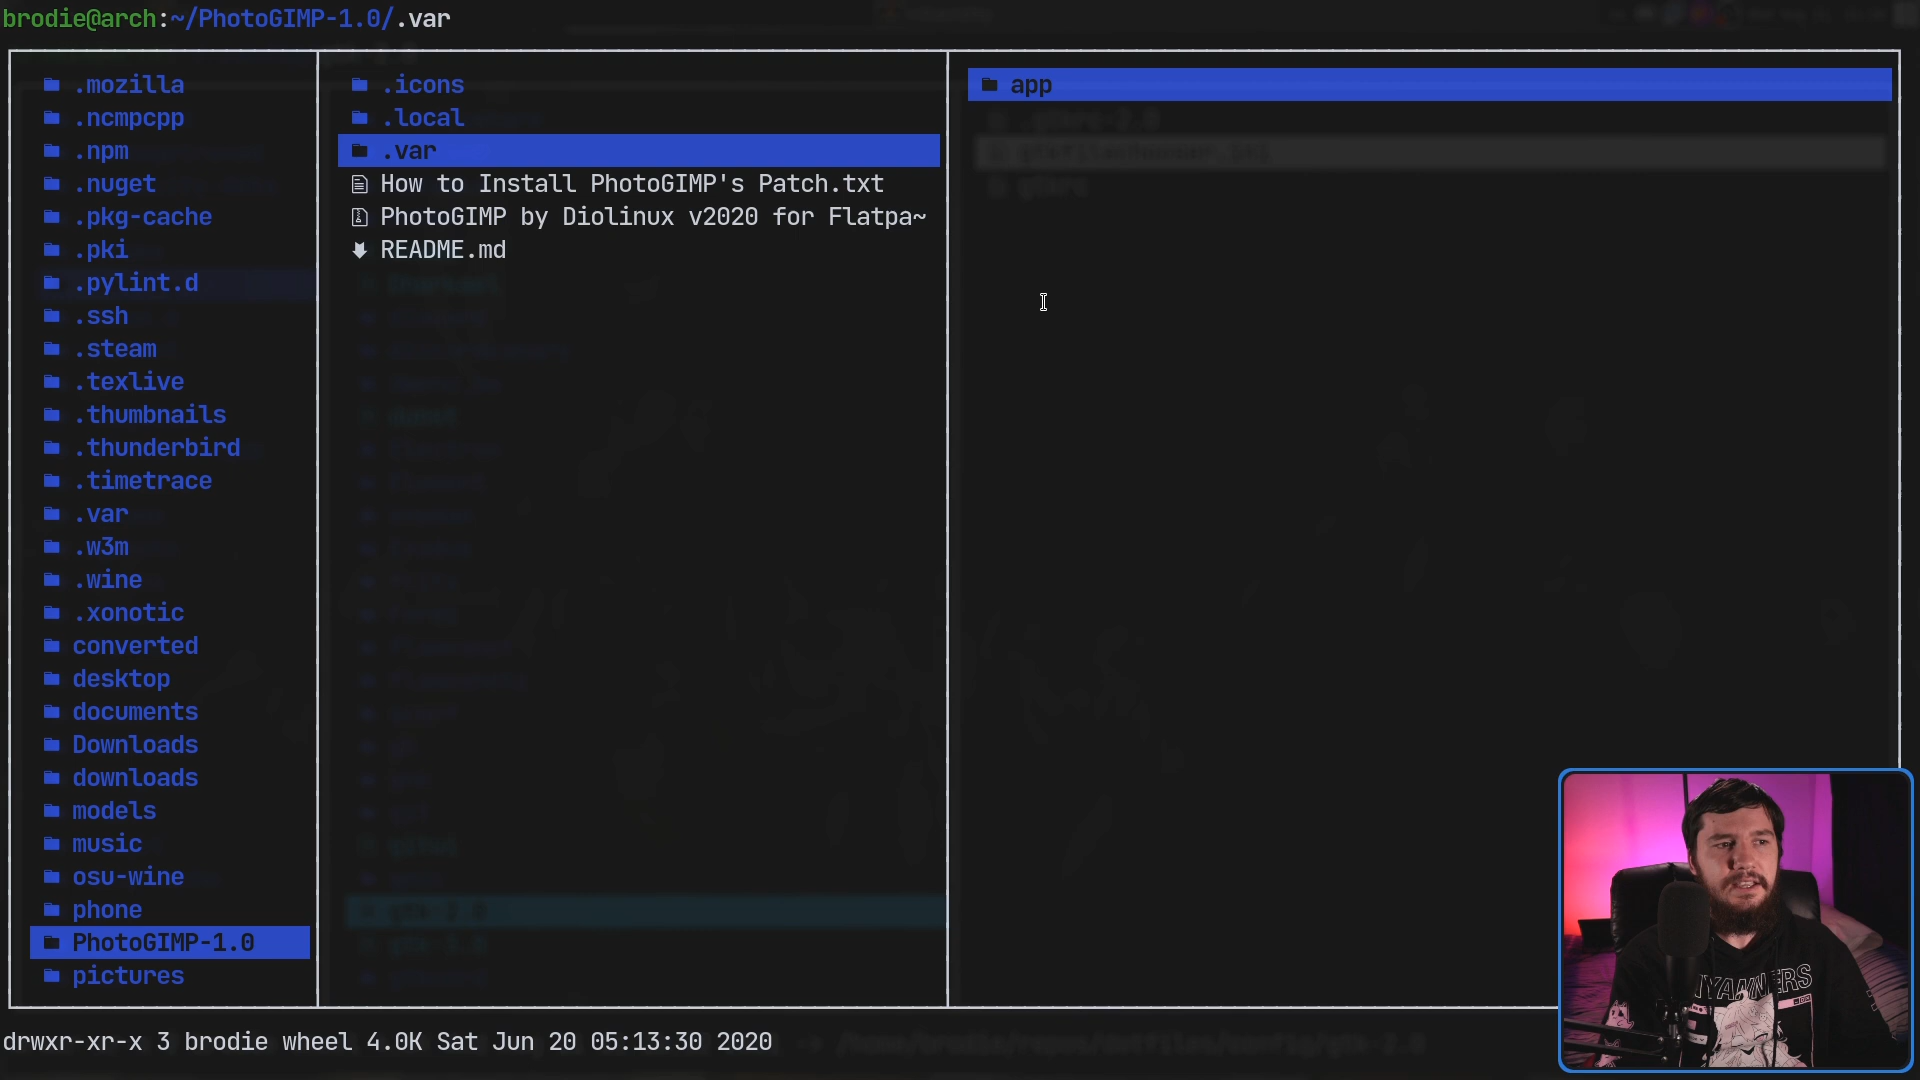 brodie@arch:~/PhotoGIMP-1.0/.var
.mozilla
.ncmpcpp
.npm
.nuget
.pkg-cache
.pki
.pylint.d
.ssh
.steam
.texlive
.thumbnails
.thunderbird
.timetrace
.var
.w3m
.wine
.xonotic
converted
desktop
documents
Downloads
downloads
models
music
osu-wine
phone
PhotoGIMP-1.0
pictures
.icons
.local
.var
How to Install PhotoGIMP's Patch.txt
PhotoGIMP by Diolinux v2020 for Flatpa~
README.md
app
drwxr-xr-x 3 brodie wheel 4.0K Sat Jun 20 05:13:30 2020